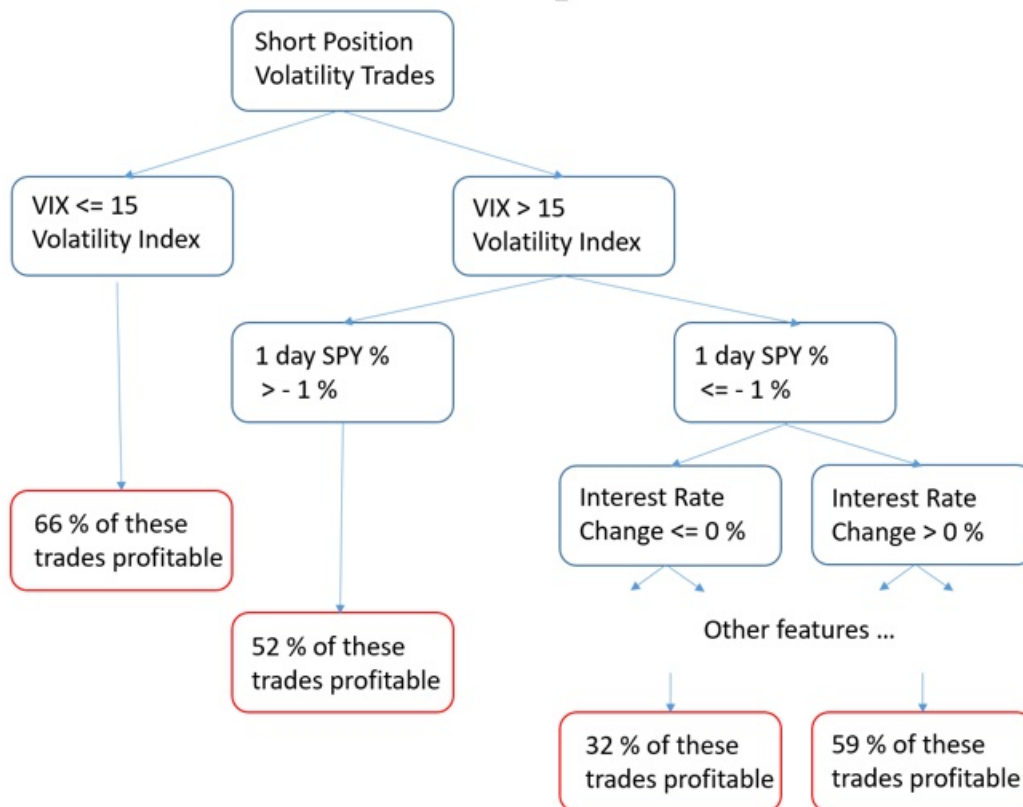 Short Position
Volatility Trades
VIX <= 15
Volatility Index
VIX > 15
Volatility Index
1 day SPY %
> - 1 %
1 day SPY %
<= - 1 %
Interest Rate
Change <= 0 %
Interest Rate
Change > 0 %
66 % of these
trades profitable
52 % of these
trades profitable
Other features ...
32 % of these
trades profitable
59 % of these
trades profitable